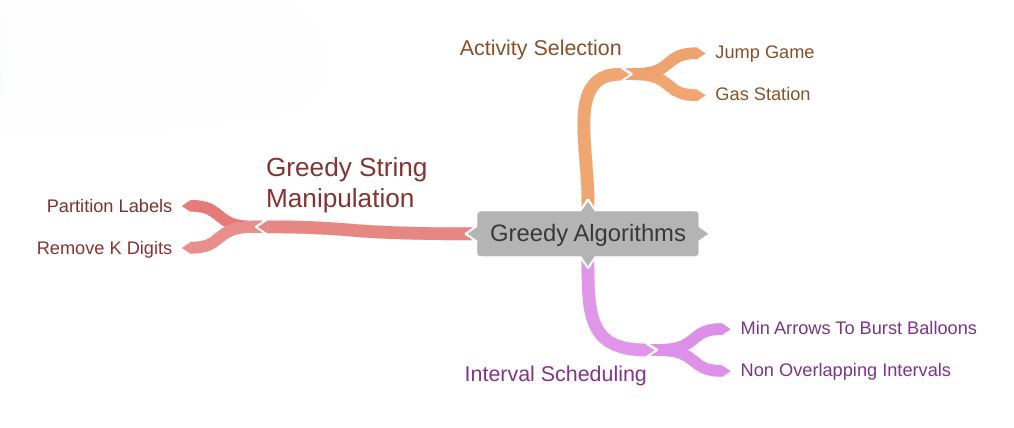 Activity Selection
Jump Game
Gas Station
Greedy String
Manipulation
Partition Labels
Remove K Digits
Greedy Algorithms
Min Arrows To Burst Balloons
Non Overlapping Intervals
Interval Scheduling